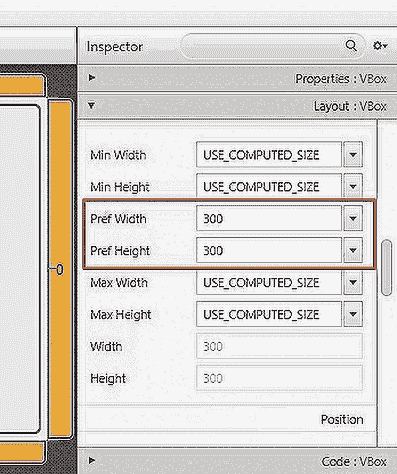 Inspector
Properties : VBox
Layout : VBox
Min Width USE_COMPUTED_SIZE
Min Height USE_COMPUTED_SIZE
Pref Width 300
Pref Height 300
Max Width USE_COMPUTED_SIZE
Max Height USE_COMPUTED_SIZE
Width 300
Height 300
Position
0
Code : VBox